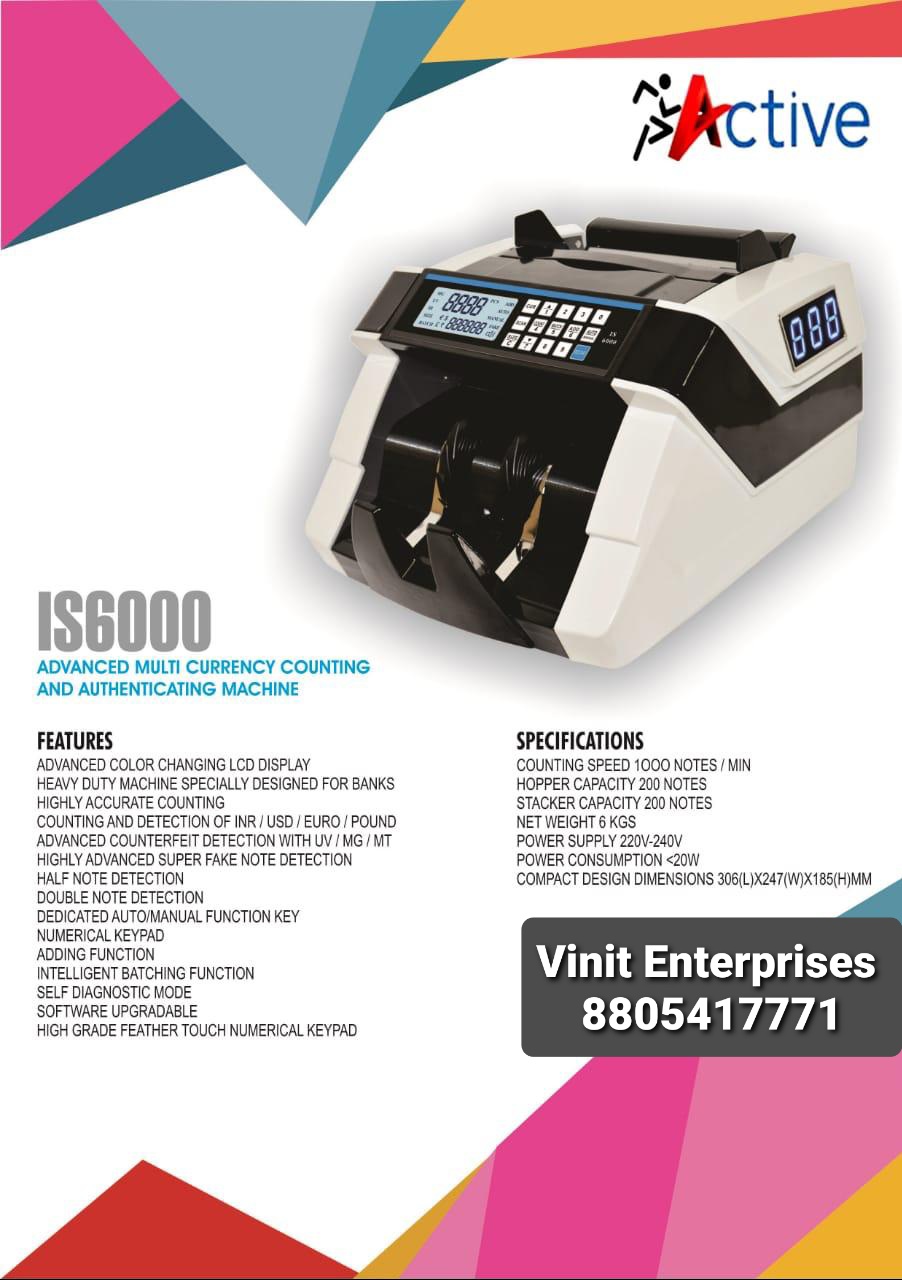 Active
IS6000
ADVANCED MULTI CURRENCY COUNTING
AND AUTHENTICATING MACHINE
FEATURES
ADVANCED COLOR CHANGING LCD DISPLAY
HEAVY DUTY MACHINE SPECIALLY DESIGNED FOR BANKS
HIGHLY ACCURATE COUNTING
COUNTING AND DETECTION OF INR / USD / EURO / POUND
ADVANCED COUNTERFEIT DETECTION WITH UV / MG / MT
HIGHLY ADVANCED SUPER FAKE NOTE DETECTION
HALF NOTE DETECTION
DOUBLE NOTE DETECTION
DEDICATED AUTO/MANUAL FUNCTION KEY
NUMERICAL KEYPAD
ADDING FUNCTION
INTELLIGENT BATCHING FUNCTION
SELF DIAGNOSTIC MODE
SOFTWARE UPGRADABLE
HIGH GRADE FEATHER TOUCH NUMERICAL KEYPAD
SPECIFICATIONS
COUNTING SPEED 1OOO NOTES / MIN
HOPPER CAPACITY 200 NOTES
STACKER CAPACITY 200 NOTES
NET WEIGHT 6 KGS
POWER SUPPLY 220V-240V
POWER CONSUMPTION <20W
COMPACT DESIGN DIMENSIONS 306(L)X247(W)X185(H)MM
Vinit Enterprises
8805417771